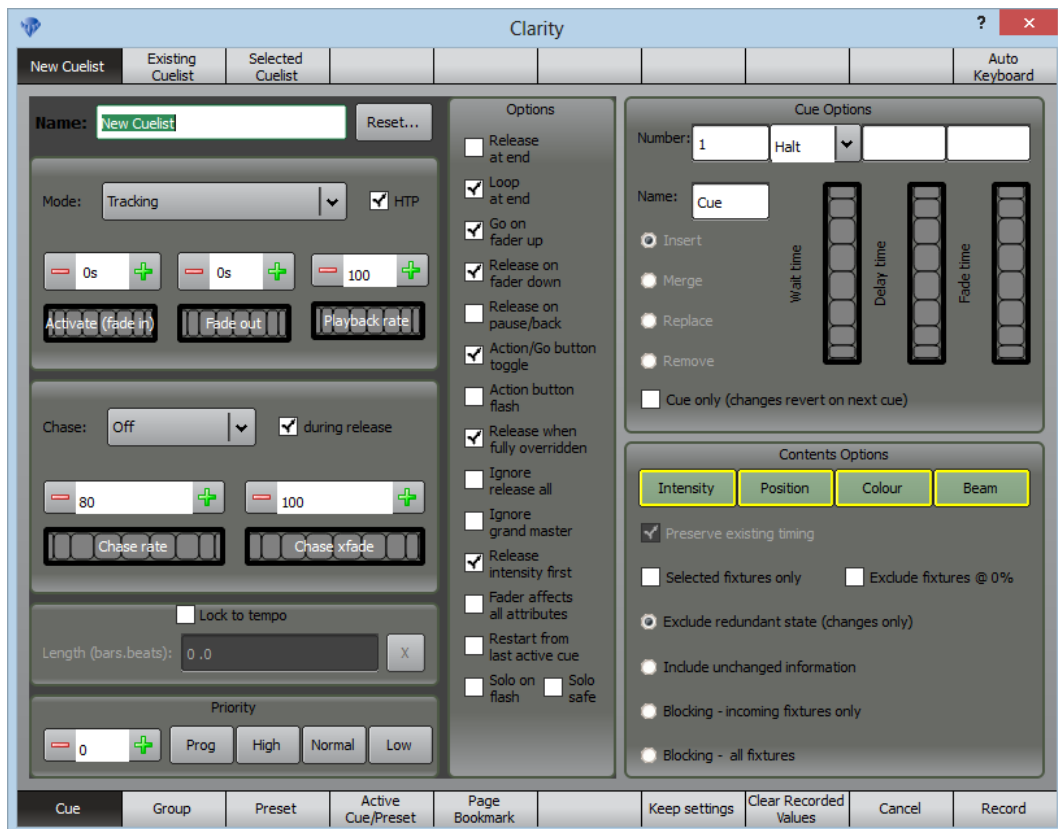 Clarity
?
×
New Cuelist
Existing
Cuelist
Selected
Cuelist
Auto
Keyboard
Name:
New Cuelist
Reset...
Mode:
Tracking
HTP
0s
0s
100
Activate (fade in)
Fade out
Playback rate
Chase:
Off
during release
80
100
Chase rate
Chase xfade
Lock to tempo
Length (bars.beats):
0 .0
X
Priority
0
Prog
High
Normal
Low
Options
Release
at end
Loop
at end
Go on
fader up
Release on
fader down
Release on
pause/back
Action/Go button
toggle
Action button
flash
Release when
fully overridden
Ignore
release all
Ignore
grand master
Release
intensity first
Fader affects
all attributes
Restart from
last active cue
Solo on
flash
Solo
safe
Cue Options
Number:
1
Halt
Name:
Cue
Insert
Merge
Replace
Remove
Wait time
Delay time
Fade time
Cue only (changes revert on next cue)
Contents Options
Intensity
Position
Colour
Beam
Preserve existing timing
Selected fixtures only
Exclude fixtures @ 0%
Exclude redundant state (changes only)
Include unchanged information
Blocking - incoming fixtures only
Blocking - all fixtures
Cue
Group
Preset
Active
Cue/Preset
Page
Bookmark
Keep settings
Clear Recorded
Values
Cancel
Record